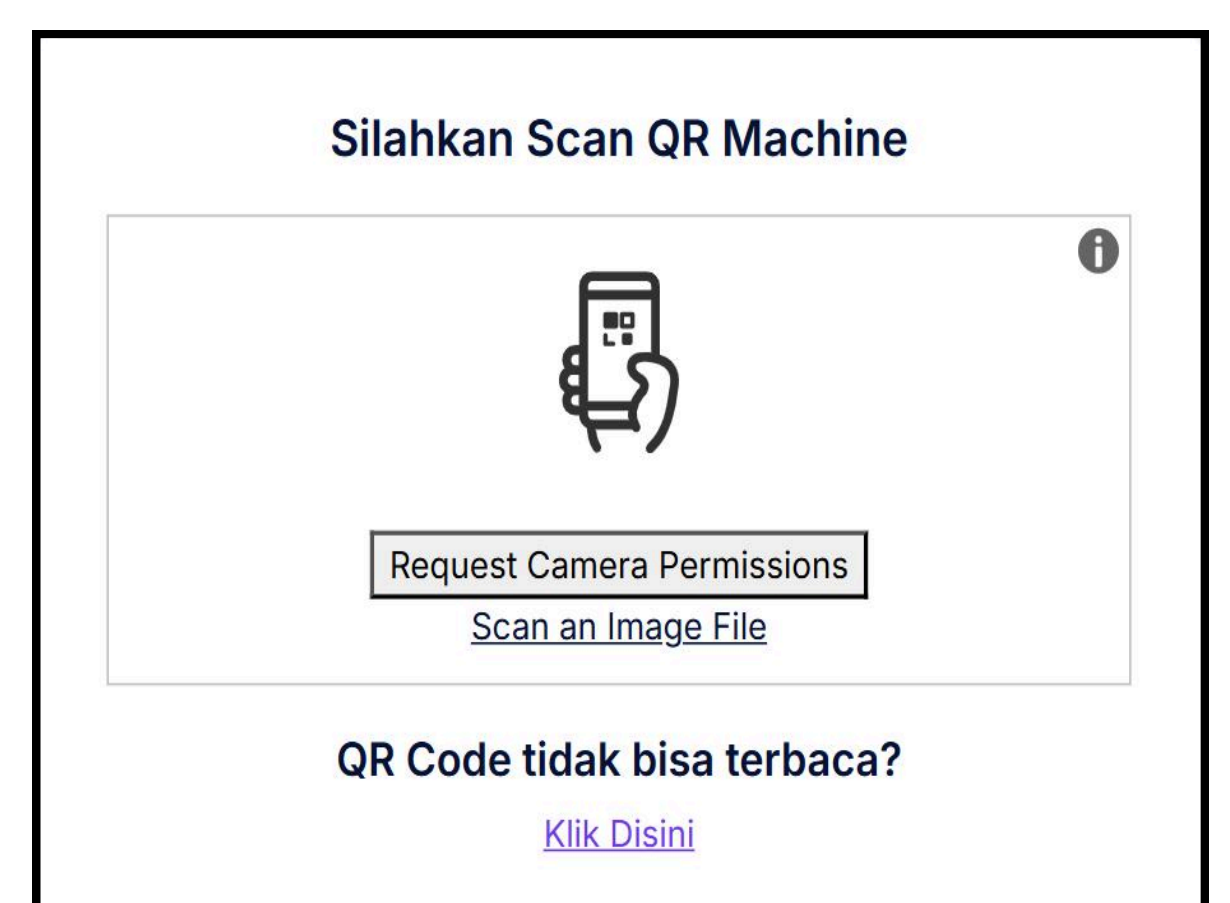 Silahkan Scan QR Machine
Request Camera Permissions
Scan an Image File
QR Code tidak bisa terbaca?
Klik Disini